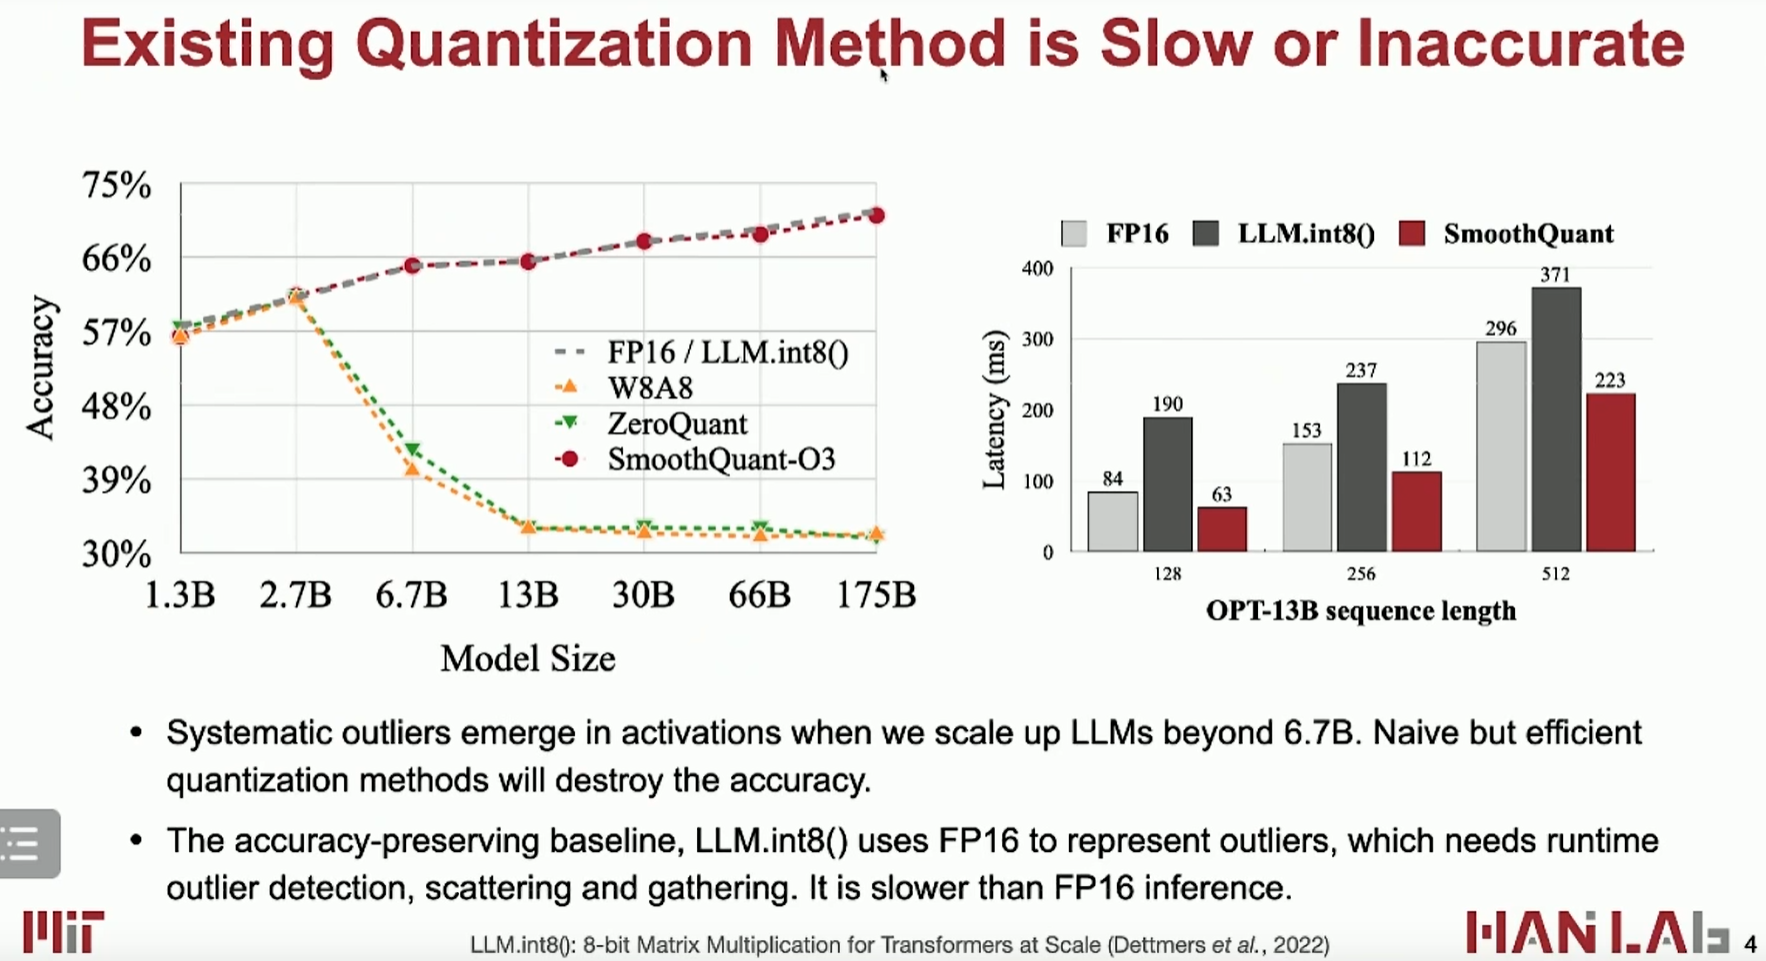 Existing Quantization Method is Slow or Inaccurate
75%
66%
57%
48%
39%
30%
Accuracy
1.3B 2.7B 6.7B 13B 30B 66B 175B
Model Size
FP16 / LLM.int8()
W8A8
ZeroQuant
SmoothQuant-O3
FP16 LLM.int8() SmoothQuant
400
300
200
100
0
Latency (ms)
84 190 63
153 237 112
296 371 223
128 256 512
OPT-13B sequence length
• Systematic outliers emerge in activations when we scale up LLMs beyond 6.7B. Naive but efficient
quantization methods will destroy the accuracy.
• The accuracy-preserving baseline, LLM.int8() uses FP16 to represent outliers, which needs runtime
outlier detection, scattering and gathering. It is slower than FP16 inference.
MIT
LLM.int8(): 8-bit Matrix Multiplication for Transformers at Scale (Dettmers et al., 2022)
HAN LAB
4